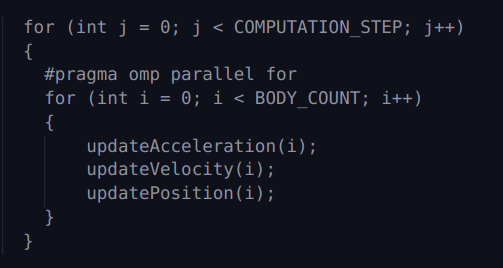 for (int j = 0; j < COMPUTATION_STEP; j++)
{
  #pragma omp parallel for
  for (int i = 0; i < BODY_COUNT; i++)
  {
      updateAcceleration(i);
      updateVelocity(i);
      updatePosition(i);
  }
}